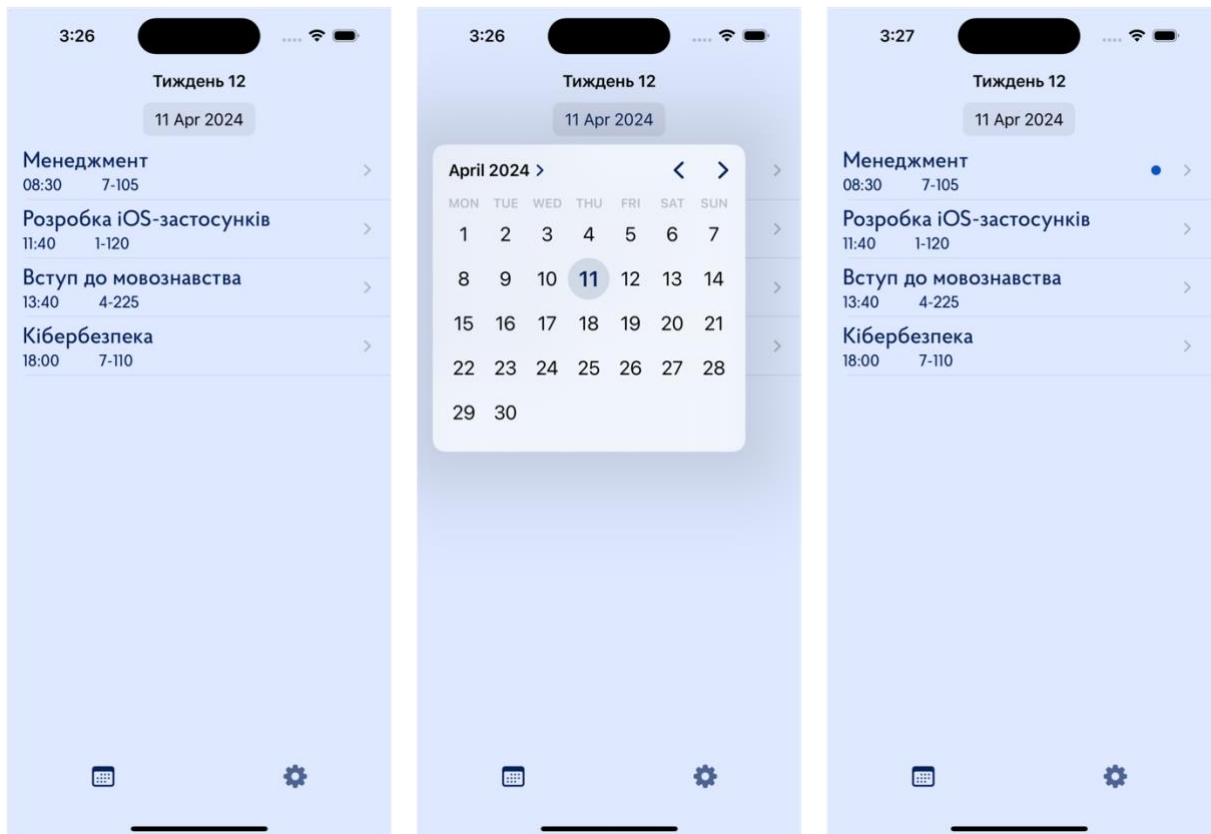 3:26
Тиждень 12
11 Apr 2024
Менеджмент
08:30 7-105
Розробка iOS-застосунків
11:40 1-120
Вступ до мовознавства
13:40 4-225
Кібербезпека
18:00 7-110
3:26
Тиждень 12
11 Apr 2024
April 2024
MON TUE WED THU FRI SAT SUN
1 2 3 4 5 6 7
8 9 10 11 12 13 14
15 16 17 18 19 20 21
22 23 24 25 26 27 28
29 30
3:27
Тиждень 12
11 Apr 2024
Менеджмент
08:30 7-105
Розробка iOS-застосунків
11:40 1-120
Вступ до мовознавства
13:40 4-225
Кібербезпека
18:00 7-110